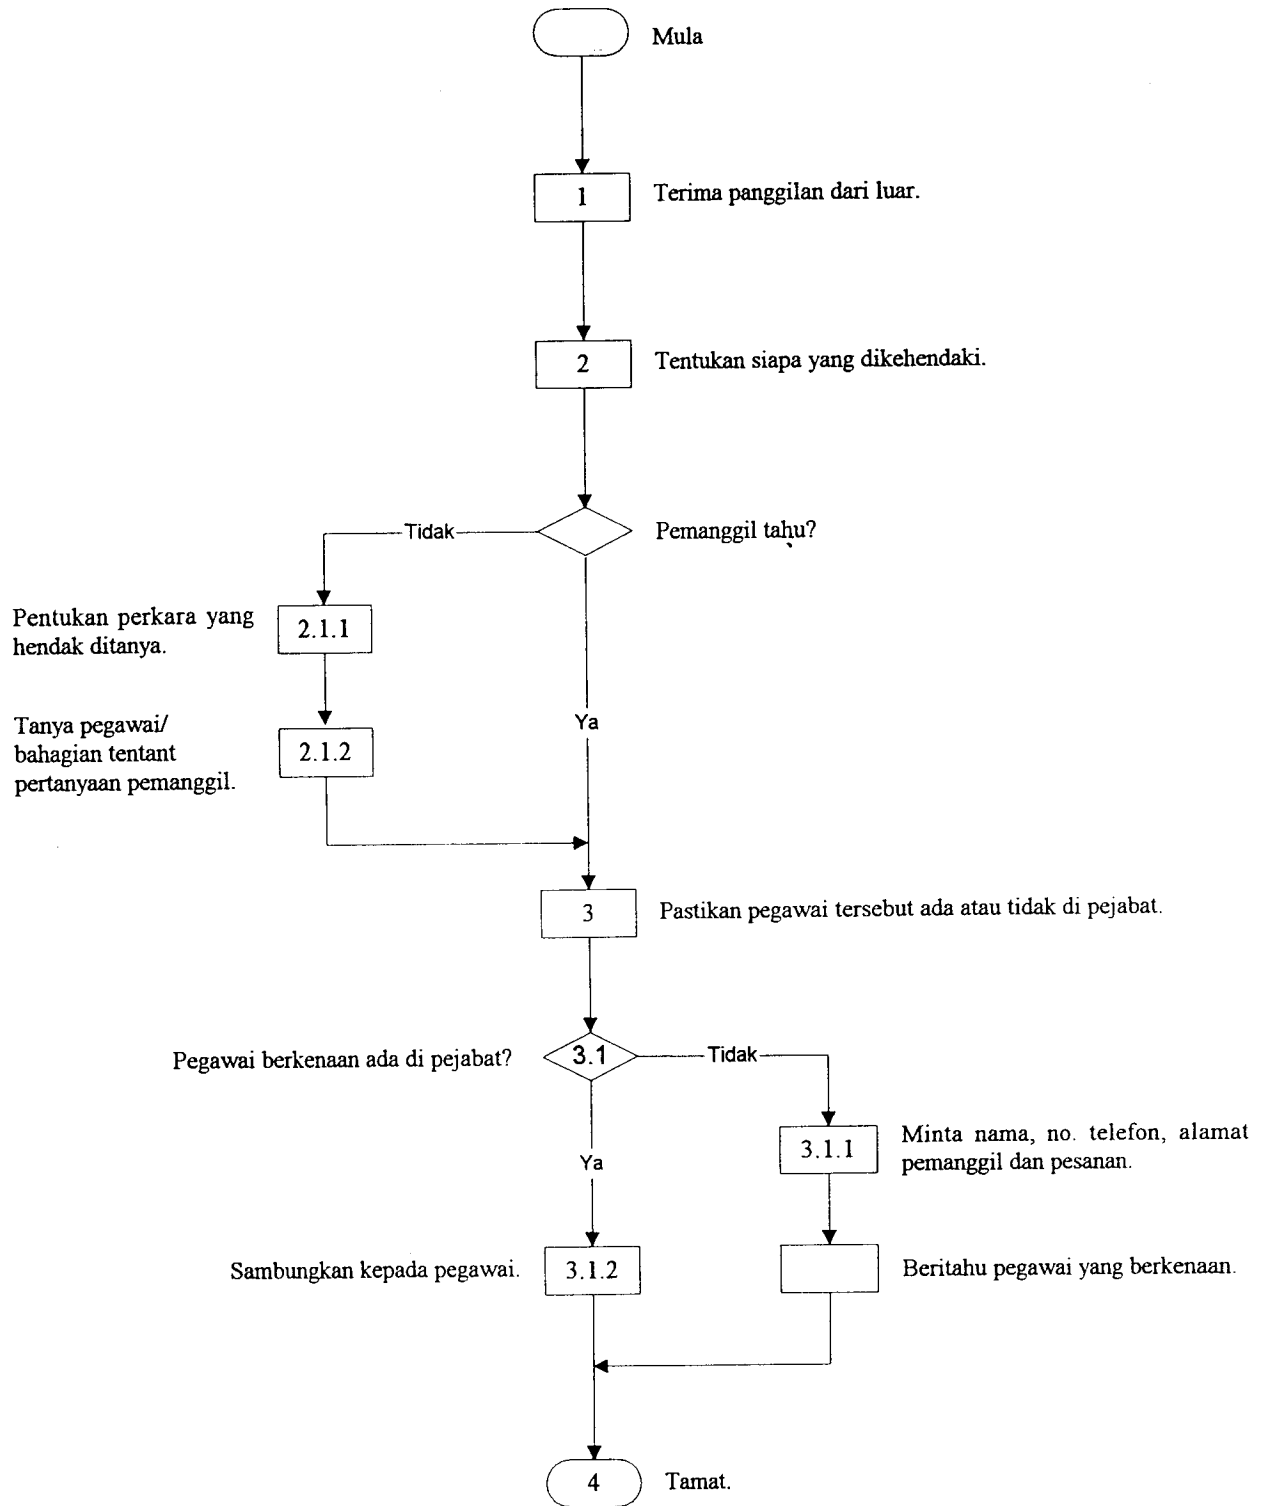 Mula
1
Terima panggilan dari luar.
2
Tentukan siapa yang dikehendaki.
Tidak
Pemanggil tahu?
Pentukan perkara yang
hendak ditanya.
2.1.1
Ya
Tanya pegawai/
bahagian tentant
pertanyaan pemanggil.
2.1.2
3
Pastikan pegawai tersebut ada atau tidak di pejabat.
Pegawai berkenaan ada di pejabat?
3.1
Tidak
Ya
3.1.1
Minta nama, no. telefon, alamat
pemanggil dan pesanan.
Sambungkan kepada pegawai.
3.1.2
Beritahu pegawai yang berkenaan.
4
Tamat.